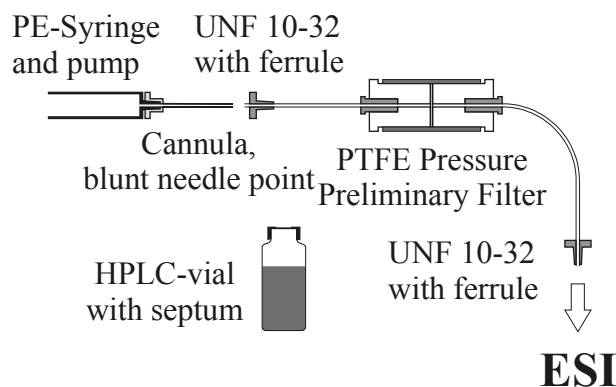 PE-Syringe
and pump
UNF 10-32
with ferrule
Cannula,
blunt needle point
PTFE Pressure
Preliminary Filter
HPLC-vial
with septum
UNF 10-32
with ferrule
ESI